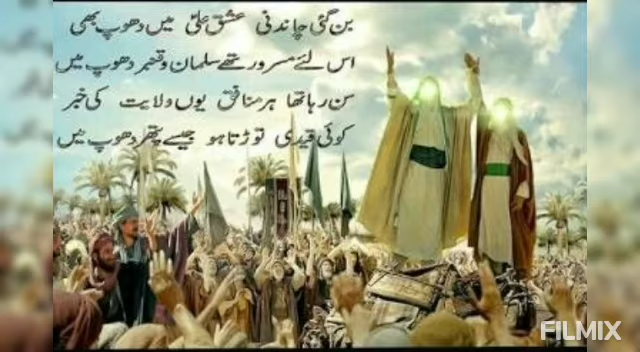 بن گئی چاندنی عشق علیؑ میں دھوپ بھی
اس لئے مسرور تھے سلمان و قمبر دھوپ میں
سن رہا تھا ہر منافق یوں ولایت کی خبر
کوئی قیدی توڑتا ہو جیسے پتھر دھوپ میں
FILMIX